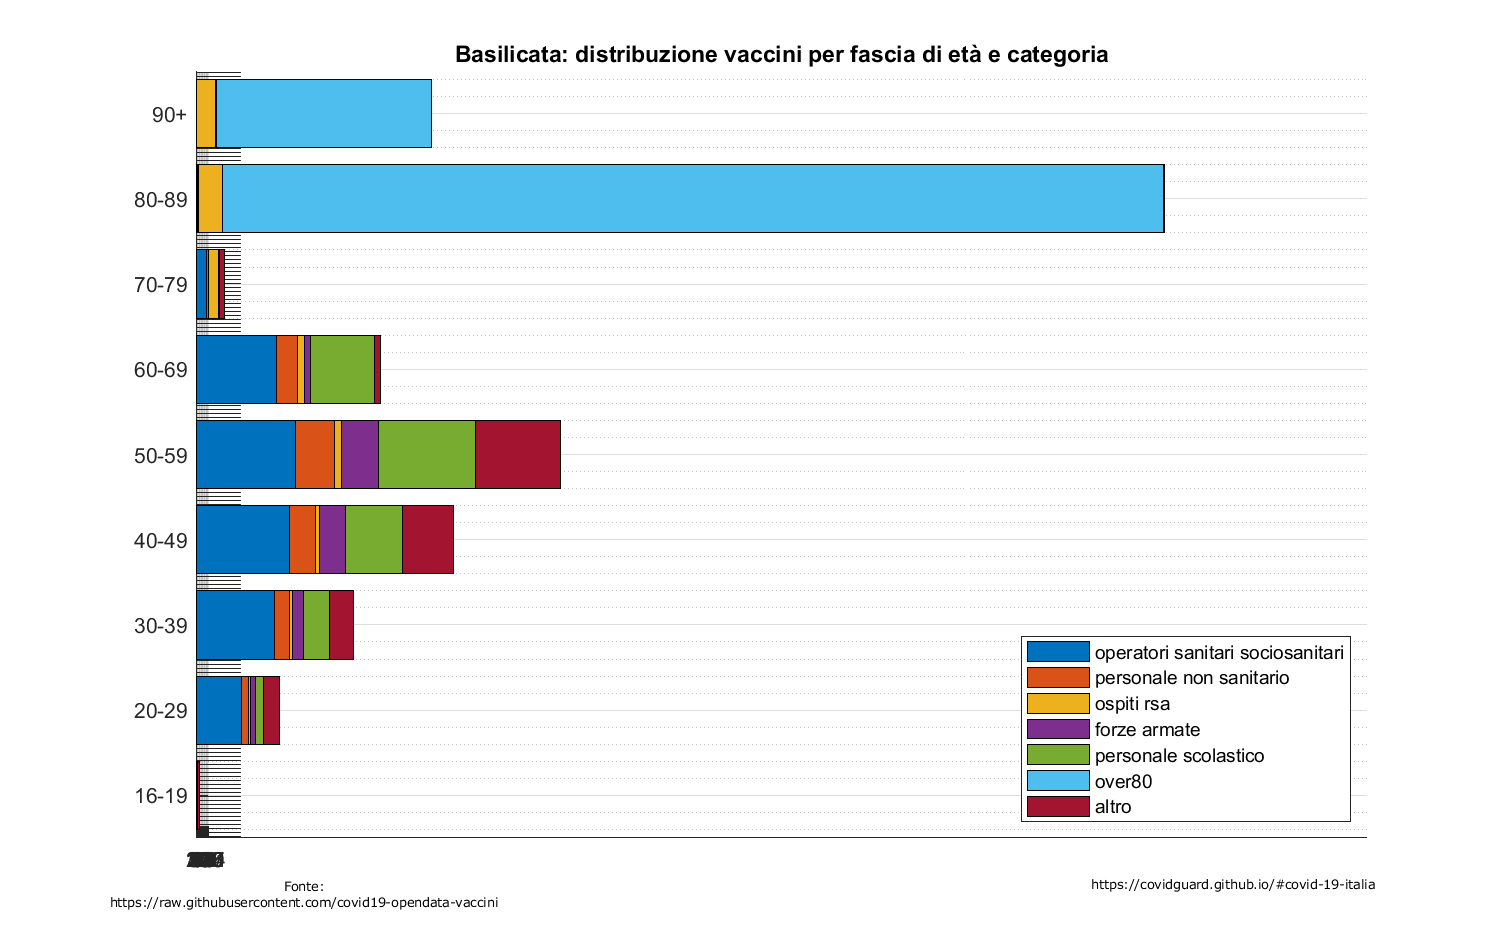 Basilicata: distribuzione vaccini per fascia di età e categoria
90+
80-89
70-79
60-69
50-59
40-49
30-39
20-29
16-19
operatori sanitari sociosanitari
personale non sanitario
ospiti rsa
forze armate
personale scolastico
over80
altro
Fonte:
https://raw.githubusercontent.com/covid19-opendata-vaccini
https://covidguard.github.io/#covid-19-italia